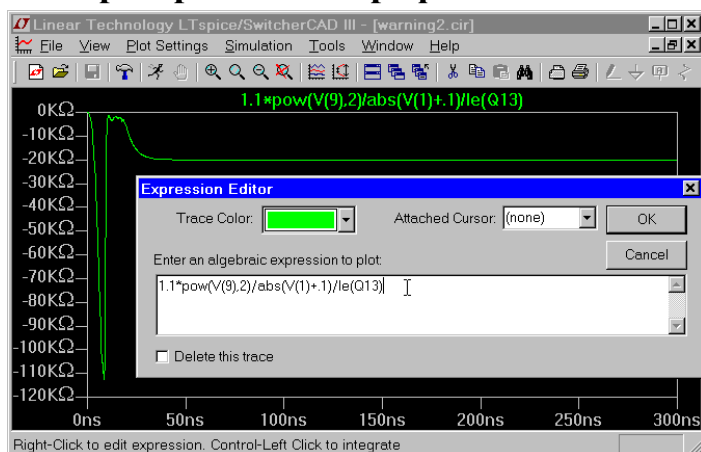 Linear Technology LTspice/SwitcherCAD III - [warning2.cir]
File View Plot Settings Simulation Tools Window Help
1.1*pow(V(9),2)/abs(V(1)+.1)/Ie(Q13)
0KΩ
-10KΩ
-20KΩ
-30KΩ
-40KΩ
-50KΩ
-60KΩ
-70KΩ
-80KΩ
-90KΩ
-100KΩ
-110KΩ
-120KΩ
Expression Editor
Trace Color: Attached Cursor: (none) OK
Enter an algebraic expression to plot: Cancel
1.1*pow(V(9),2)/abs(V(1)+.1)/Ie(Q13)
Delete this trace
0ns 50ns 100ns 150ns 200ns 250ns 300ns
Right-Click to edit expression. Control-Left Click to integrate